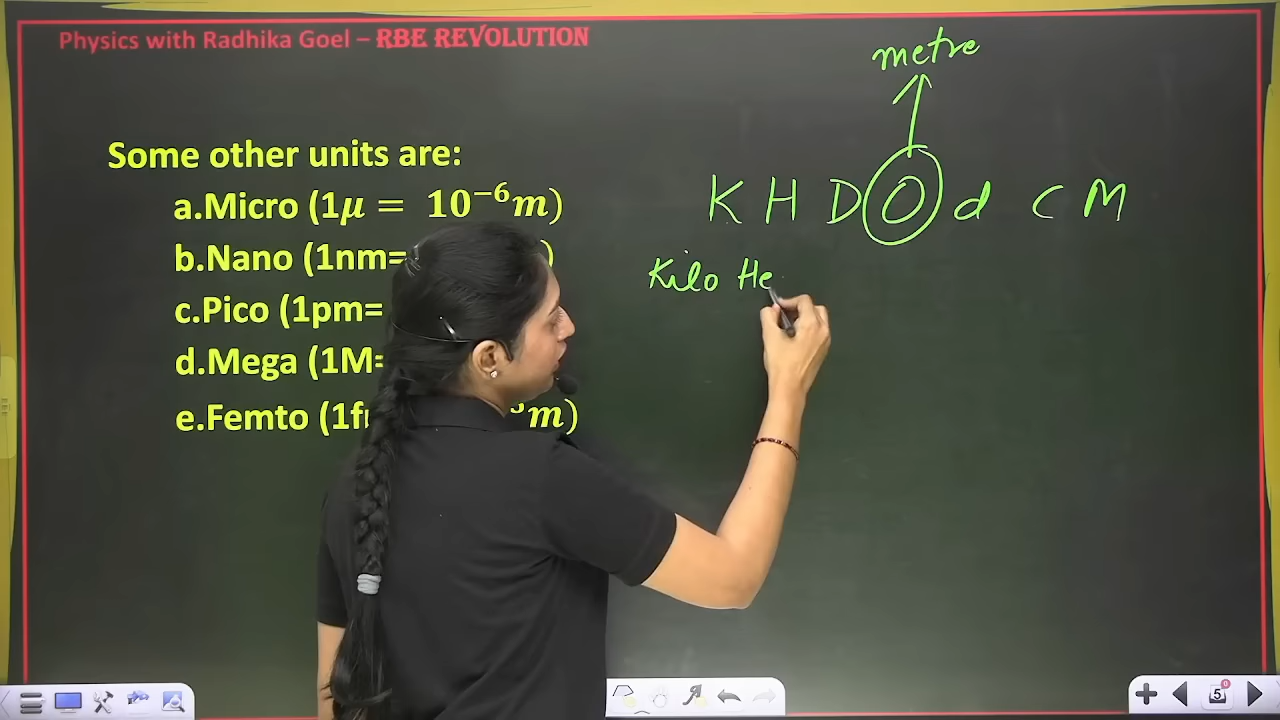 Physics with Radhika Goel – RBE REVOLUTION
metre
K H D O d C M
Kilo He
Some other units are:
a.Micro (1μ = 10⁻⁶m)
b.Nano (1nm= )
c.Pico (1pm=
d.Mega (1M=
e.Femto (1f m)
5